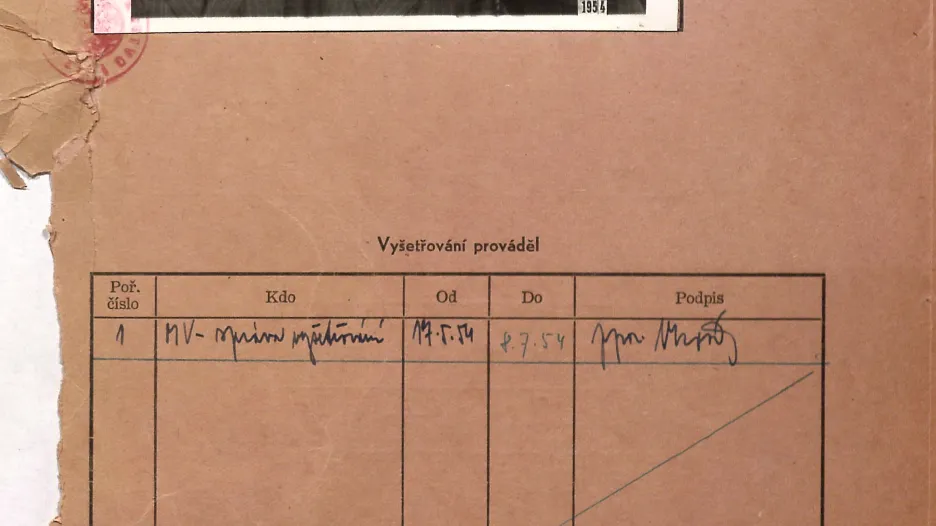 1954
Vyšetřování prováděl
Poř. číslo Kdo Od Do Podpis
1 MV - správa vyšetřování 17.5.54 8.7.54 ppor.